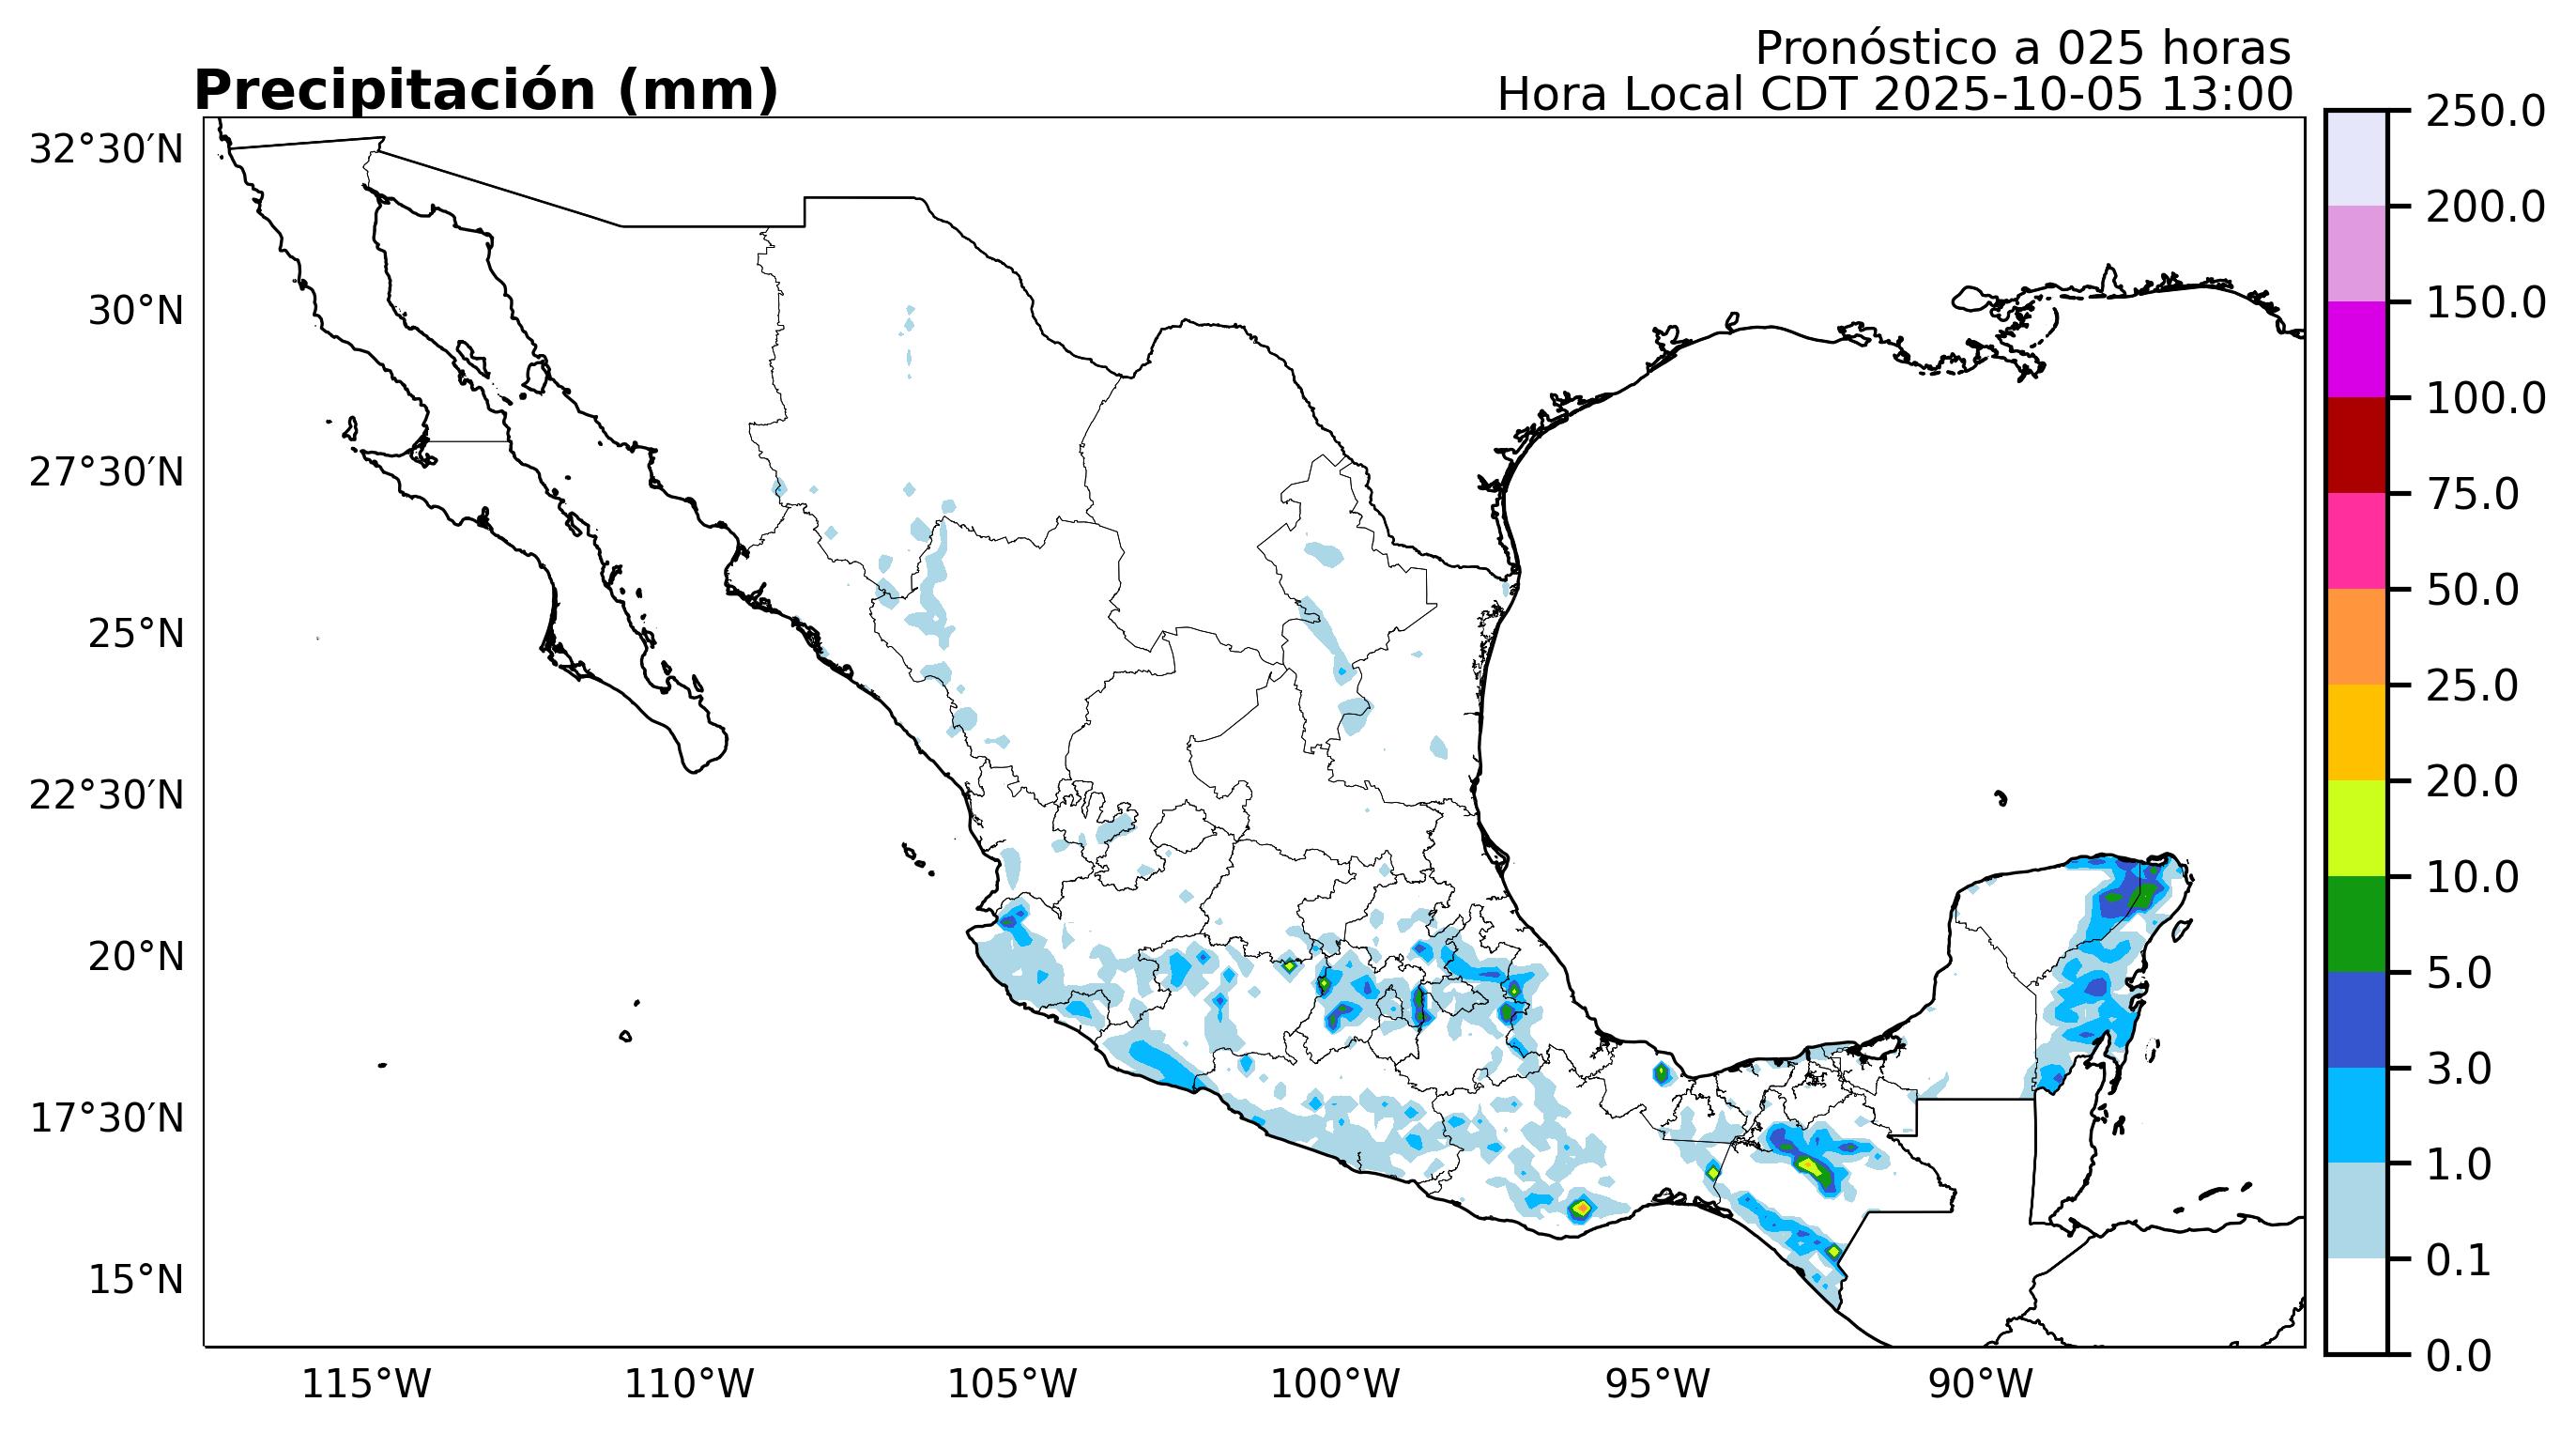 Pronóstico a 025 horas
Precipitación (mm)
Hora Local CDT 2025-10-05 13:00
32°30′N
30°N
27°30′N
25°N
22°30′N
20°N
17°30′N
15°N
115°W
110°W
105°W
100°W
95°W
90°W
250.0
200.0
150.0
100.0
75.0
50.0
25.0
20.0
10.0
5.0
3.0
1.0
0.1
0.0